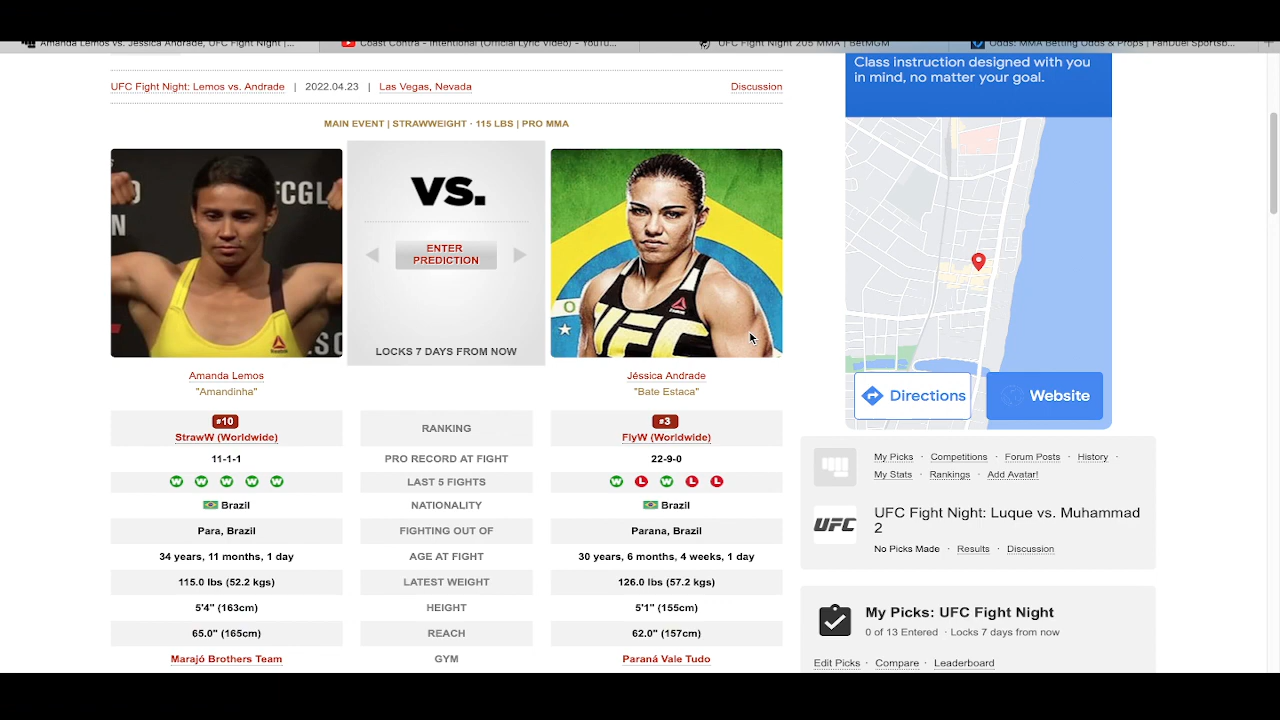 Amanda Lemos vs. Jéssica Andrade, UFC Fight Night |...
Coast Contra - Intentional (Official Lyric Video) - YouTu...
UFC Fight Night 205 MMA | BetMGM
Odds: MMA Betting Odds & Props | FanDuel Sportsb...
Class instruction designed with you
in mind, no matter your goal.
UFC Fight Night: Lemos vs. Andrade | 2022.04.23 | Las Vegas, Nevada
Discussion
MAIN EVENT | STRAWWEIGHT · 115 LBS | PRO MMA
FCGL
VS.
ENTER
PREDICTION
LOCKS 7 DAYS FROM NOW
UFC
Amanda Lemos
"Amandinha"
Jéssica Andrade
"Bate Estaca"
#10
StrawW (Worldwide)
RANKING
#3
FlyW (Worldwide)
11-1-1 PRO RECORD AT FIGHT 22-9-0
W W W W W LAST 5 FIGHTS W L W L L
Brazil NATIONALITY Brazil
Para, Brazil FIGHTING OUT OF Parana, Brazil
34 years, 11 months, 1 day AGE AT FIGHT 30 years, 6 months, 4 weeks, 1 day
115.0 lbs (52.2 kgs) LATEST WEIGHT 126.0 lbs (57.2 kgs)
5'4" (163cm) HEIGHT 5'1" (155cm)
65.0" (165cm) REACH 62.0" (157cm)
Marajó Brothers Team GYM Paraná Vale Tudo
Directions
Website
My Picks · Competitions · Forum Posts · History ·
My Stats · Rankings · Add Avatar!
UFC
UFC Fight Night: Luque vs. Muhammad
2
No Picks Made · Results · Discussion
My Picks: UFC Fight Night
0 of 13 Entered · Locks 7 days from now
Edit Picks · Compare · Leaderboard